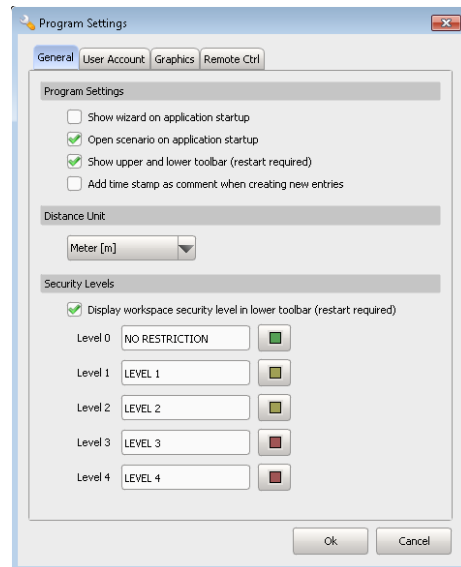 Program Settings
General User Account Graphics Remote Ctrl
Program Settings
Show wizard on application startup
Open scenario on application startup
Show upper and lower toolbar (restart required)
Add time stamp as comment when creating new entries
Distance Unit
Meter [m]
Security Levels
Display workspace security level in lower toolbar (restart required)
Level 0 NO RESTRICTION
Level 1 LEVEL 1
Level 2 LEVEL 2
Level 3 LEVEL 3
Level 4 LEVEL 4
Ok Cancel